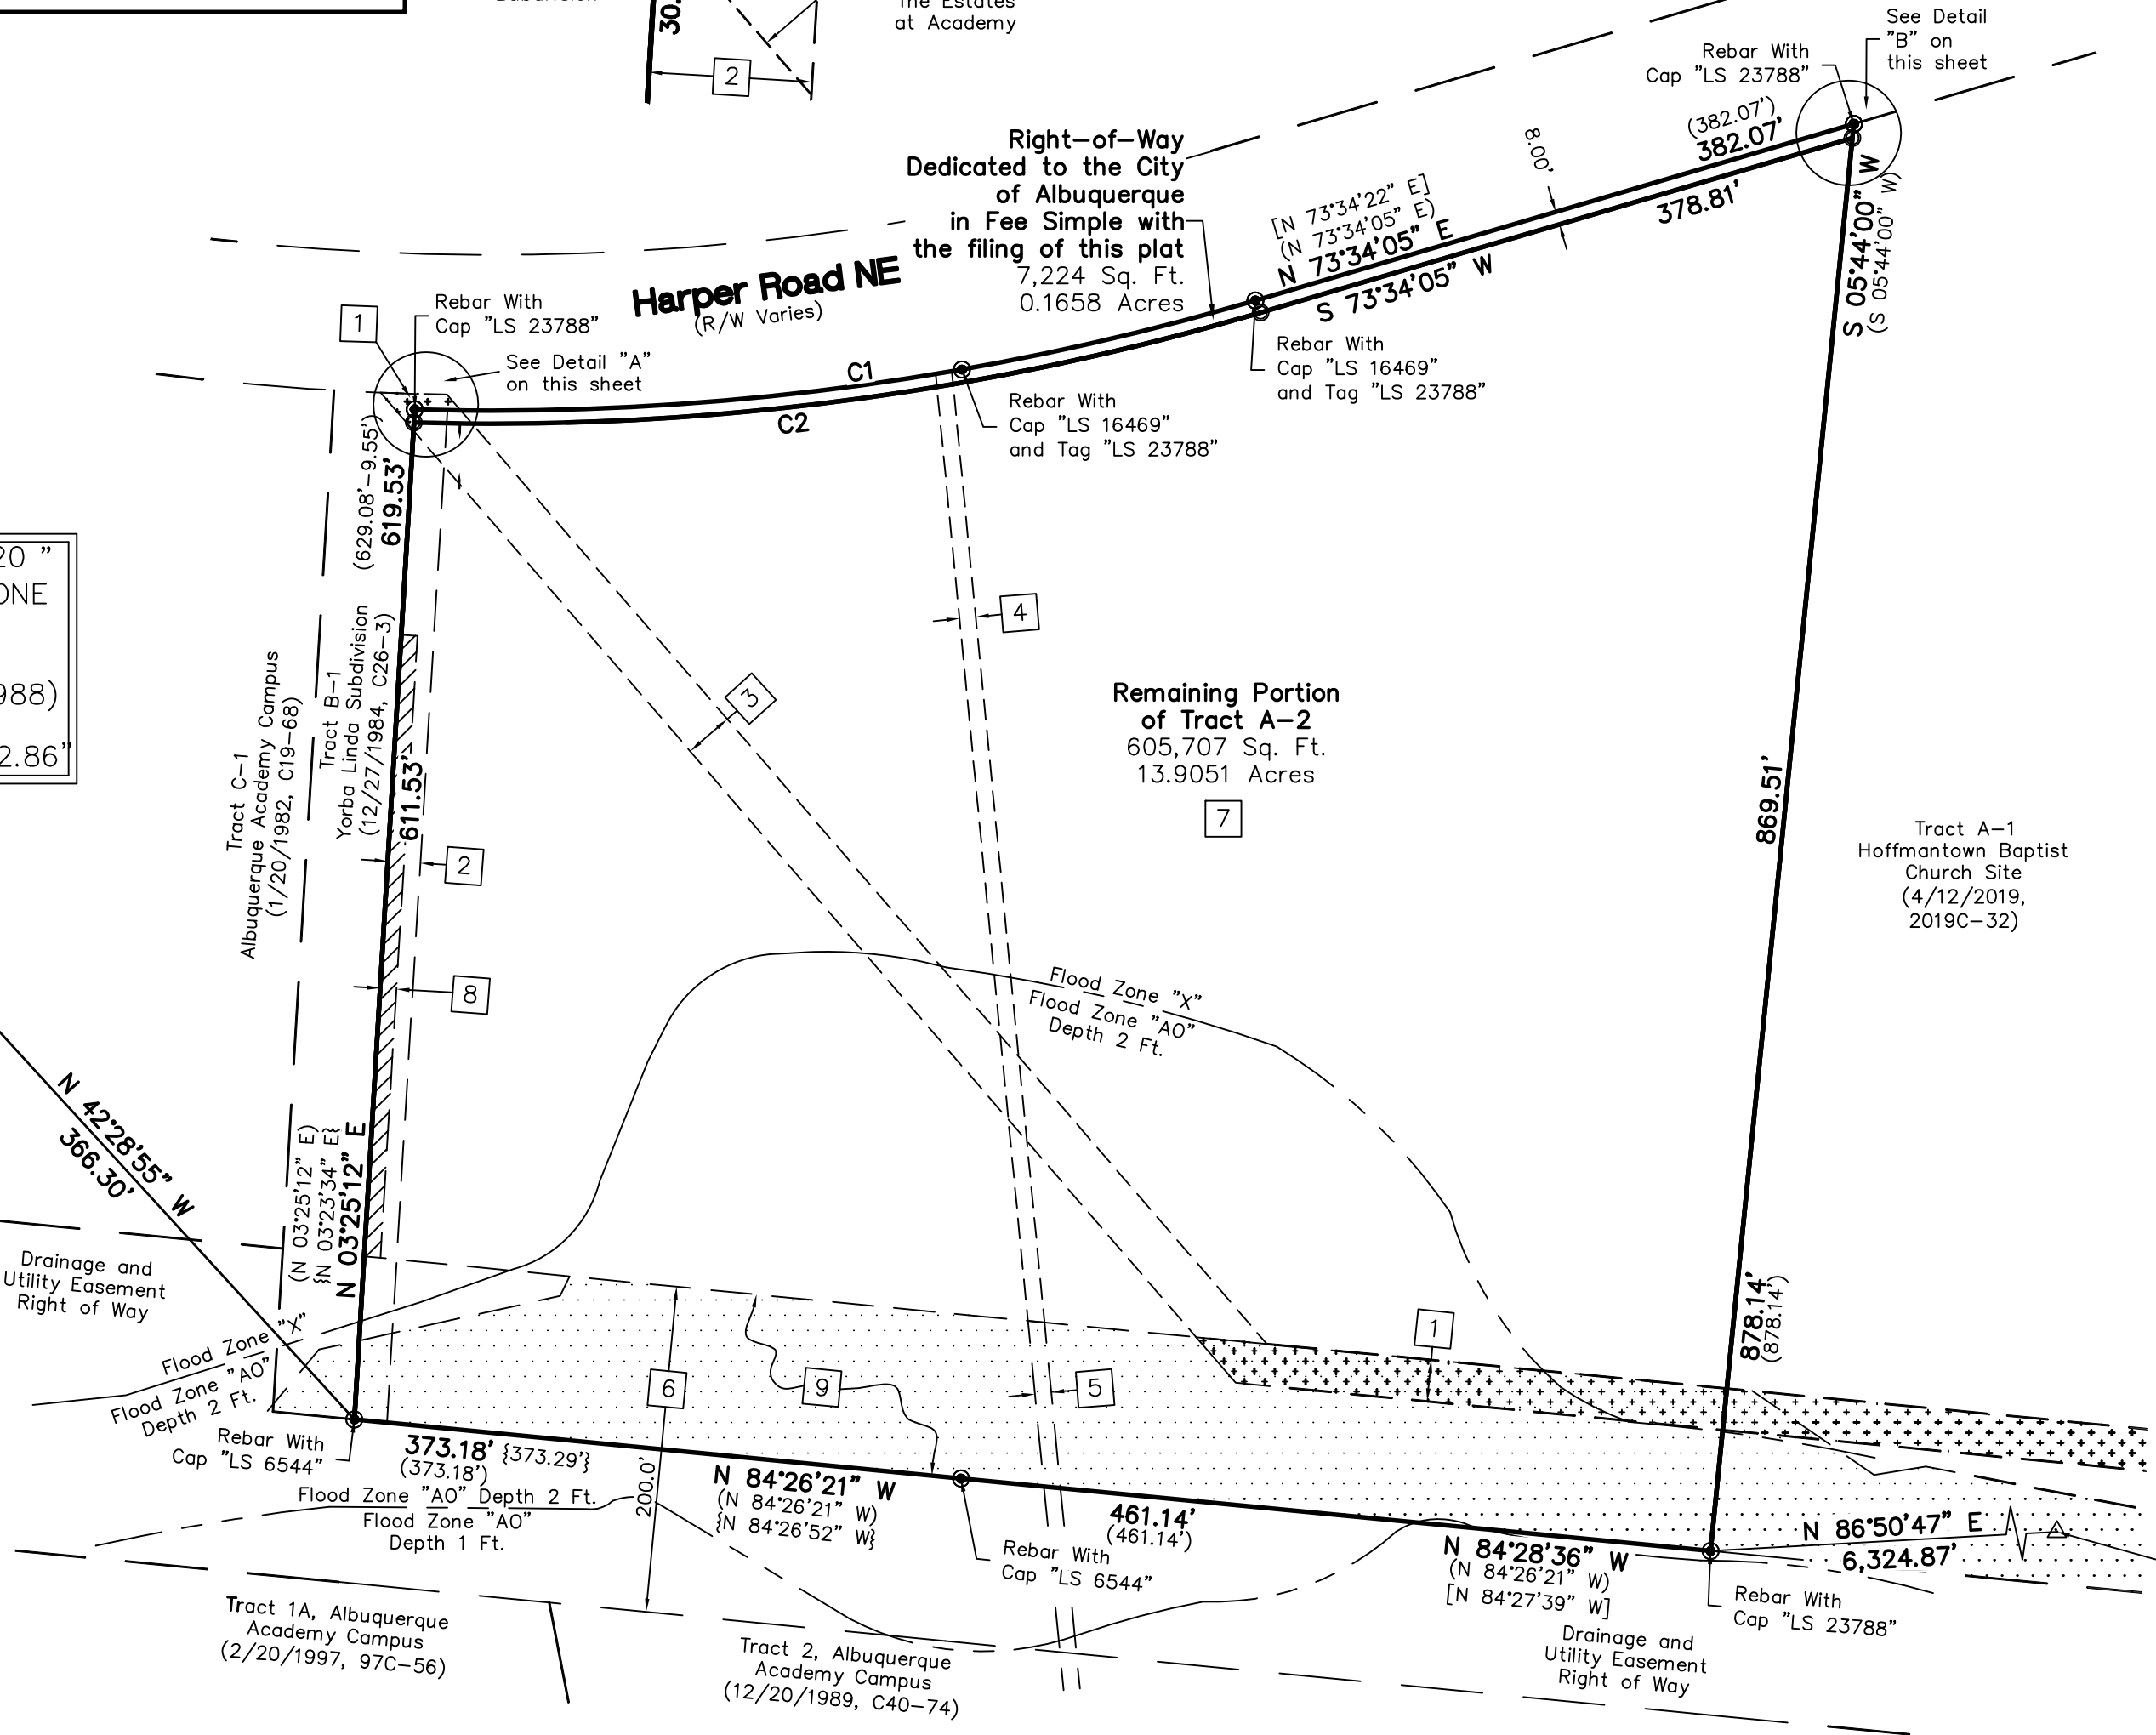 Subdivision
30.
The Estates
at Academy
2
See Detail
"B" on
this sheet
Rebar With
Cap "LS 23788"
(382.07')
382.07'
378.81'
8.00'
Right-of-Way
Dedicated to the City
of Albuquerque
in Fee Simple with
the filing of this plat
7,224 Sq. Ft.
0.1658 Acres
[N 73°34'22" E]
(N 73°34'05" E)
N 73°34'05" E
S 73°34'05" W
S 05°44'00" W
(S 05°44'00" W)
Harper Road NE
(R/W Varies)
1
Rebar With
Cap "LS 23788"
See Detail "A"
on this sheet
C1
C2
Rebar With
Cap "LS 16469"
and Tag "LS 23788"
Rebar With
Cap "LS 16469"
and Tag "LS 23788"
(629.08'-9.55')
619.53'
20 "
ONE
988)
2.86"
4
3
Remaining Portion
of Tract A-2
605,707 Sq. Ft.
13.9051 Acres
7
Tract C-1
Albuquerque Academy Campus
(1/20/1982, C19-68)
Tract B-1
Yorba Linda Subdivision
(12/27/1984, C26-3)
611.53'
2
8
869.51'
Tract A-1
Hoffmantown Baptist
Church Site
(4/12/2019,
2019C-32)
Flood Zone "X"
Flood Zone "AO"
Depth 2 Ft.
N 42°28'55" W
366.30'
(N 03°25'12" E)
{N 03°23'34" E}
N 03°25'12" E
Drainage and
Utility Easement
Right of Way
878.14'
(878.14')
1
Flood Zone "X"
Flood Zone "AO"
Depth 2 Ft.
6
9
5
Rebar With
Cap "LS 6544"
373.18' {373.29'}
(373.18')
Flood Zone "AO" Depth 2 Ft.
Flood Zone "AO"
Depth 1 Ft.
200.0'
N 84°26'21" W
(N 84°26'21" W)
{N 84°26'52" W}
461.14'
(461.14')
Rebar With
Cap "LS 6544"
N 84°28'36" W
(N 84°26'21" W)
[N 84°27'39" W]
N 86°50'47" E
6,324.87'
Rebar With
Cap "LS 23788"
Tract 1A, Albuquerque
Academy Campus
(2/20/1997, 97C-56)
Tract 2, Albuquerque
Academy Campus
(12/20/1989, C40-74)
Drainage and
Utility Easement
Right of Way